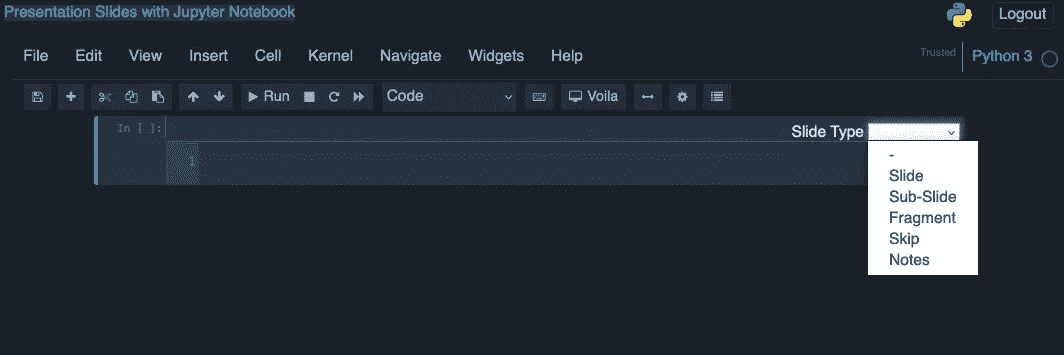 Presentation Slides with Jupyter Notebook
Logout
File Edit View Insert Cell Kernel Navigate Widgets Help
Trusted
Python 3
Run
Code
Voila
In [ ]:
Slide Type
1
-
Slide
Sub-Slide
Fragment
Skip
Notes